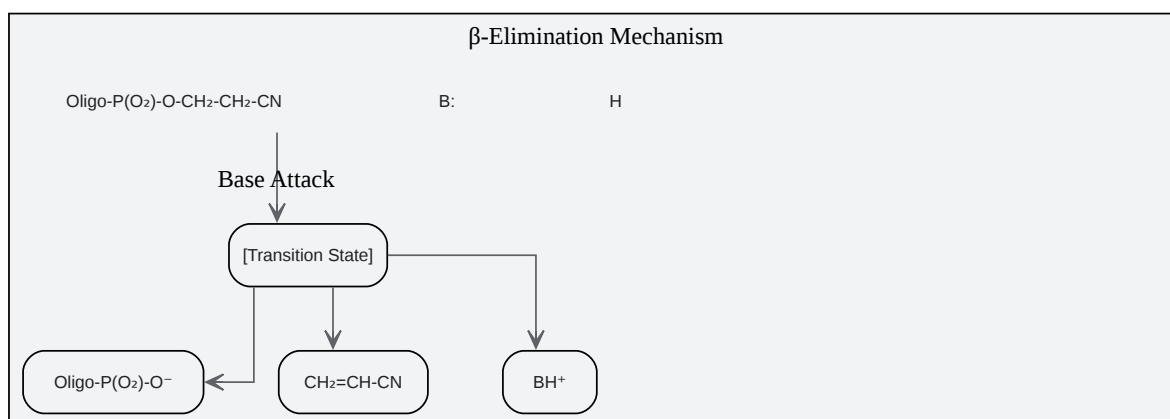 β-Elimination Mechanism
Oligo-P(O₂)-O-CH₂-CH₂-CN
B:
H
Base Attack
[Transition State]
Oligo-P(O₂)-O⁻
CH₂=CH-CN
BH⁺